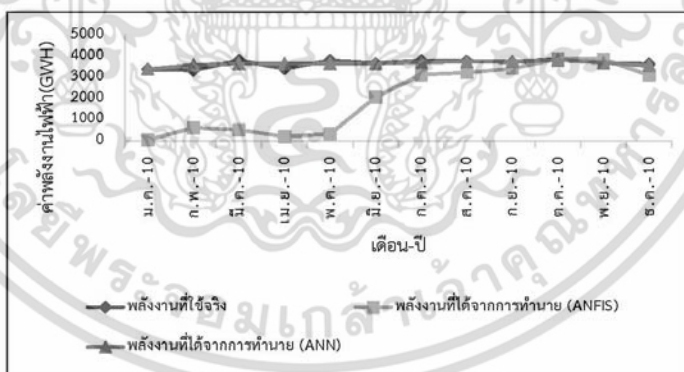 ค่าพลังงานไฟฟ้า(GWH)
5000
4000
3000
2000
1000
0
ม.ค.-10
ก.พ.-10
มี.ค.-10
เม.ย.-10
พ.ค.-10
มิ.ย.-10
ก.ค.-10
ส.ค.-10
ก.ย.-10
ต.ค.-10
พ.ย.-10
ธ.ค.-10
เดือน-ปี
พลังงานที่ใช้จริง
พลังงานที่ได้จากการทำนาย (ANFIS)
พลังงานที่ได้จากการทำนาย (ANN)